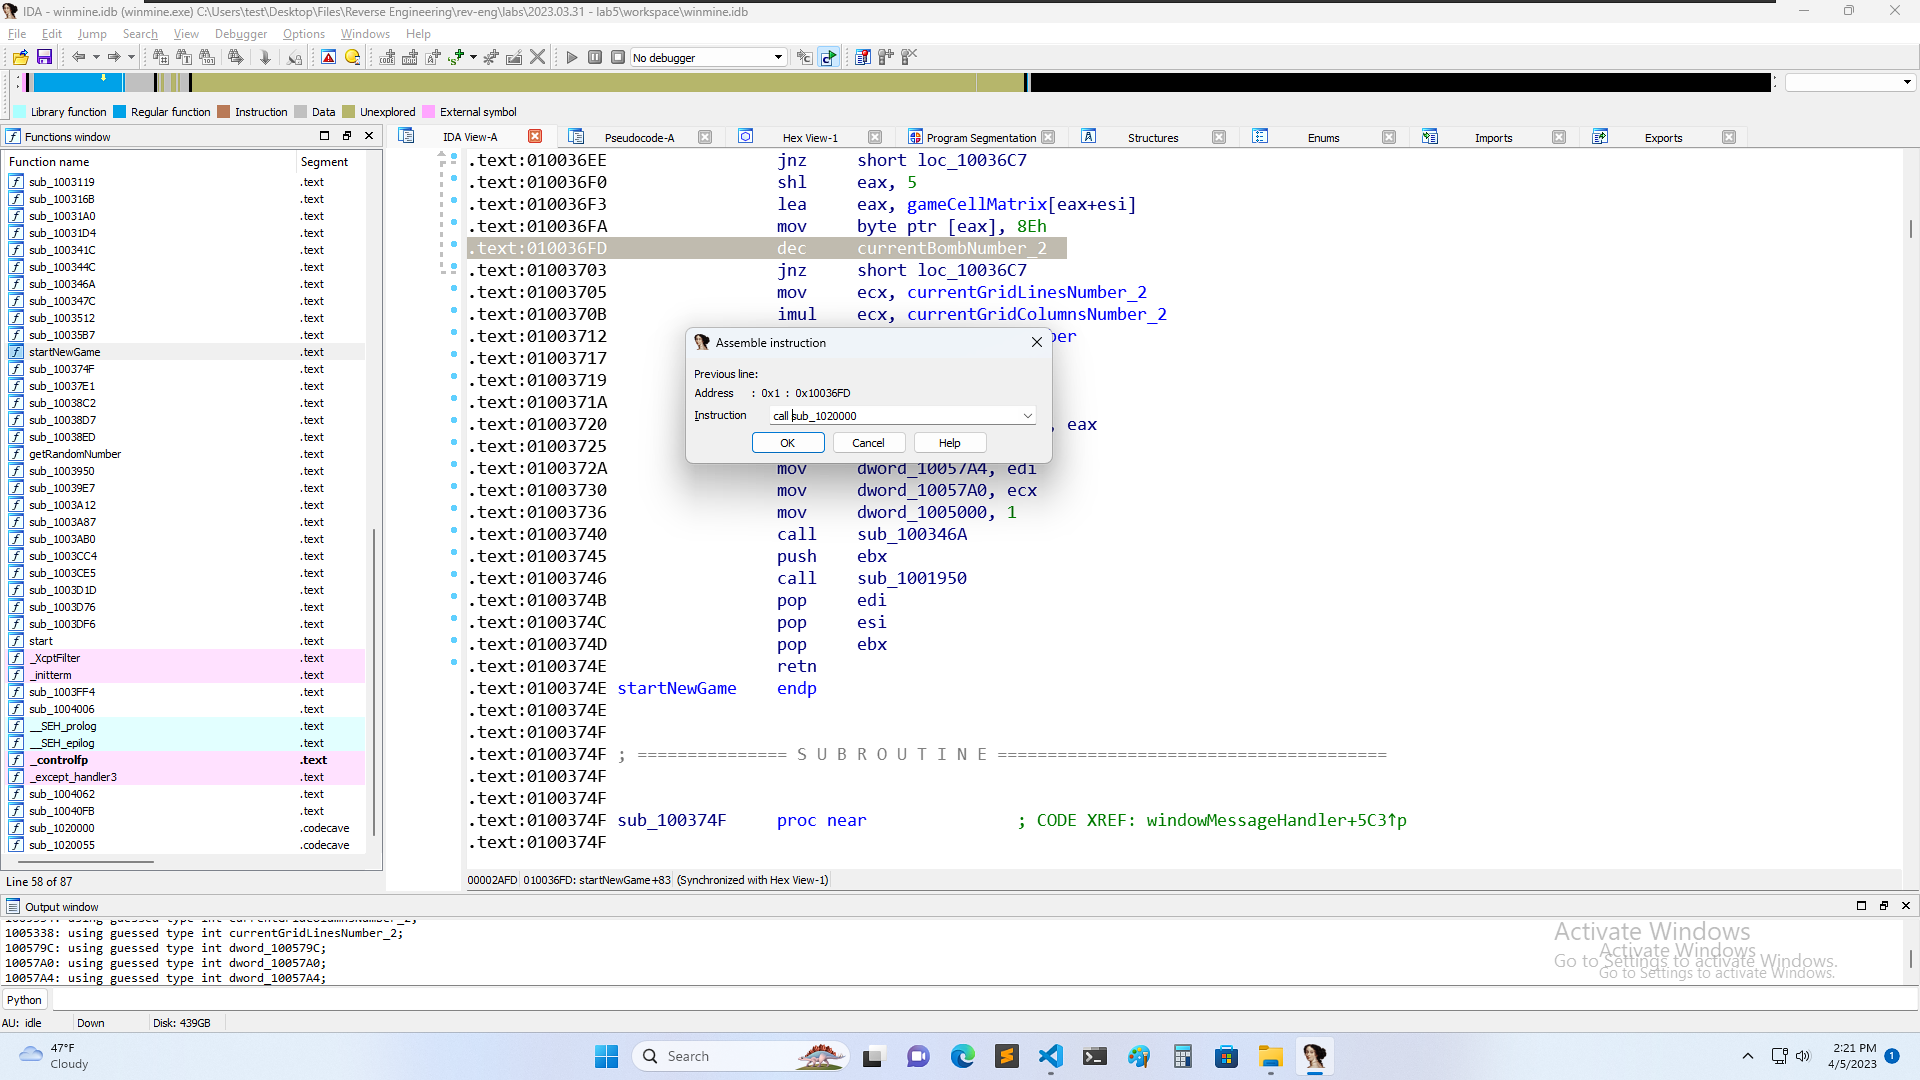 IDA - winmine.idb (winmine.exe) C:\Users\test\Desktop\Files\Reverse Engineering\rev-eng\labs\2023.03.31 - lab5\workspace\winmine.idb
File Edit Jump Search View Debugger Options Windows Help
No debugger
Library function Regular function Instruction Data Unexplored External symbol
Functions window
IDA View-A Pseudocode-A Hex View-1 Program Segmentation Structures Enums Imports Exports
Function name Segment
sub_1003119 .text
sub_100316B .text
sub_10031A0 .text
sub_10031D4 .text
sub_100341C .text
sub_100344C .text
sub_100346A .text
sub_100347C .text
sub_1003512 .text
sub_10035B7 .text
startNewGame .text
sub_100374F .text
sub_10037E1 .text
sub_10038C2 .text
sub_10038D7 .text
sub_10038ED .text
getRandomNumber .text
sub_1003950 .text
sub_10039E7 .text
sub_1003A12 .text
sub_1003A87 .text
sub_1003AB0 .text
sub_1003CC4 .text
sub_1003CE5 .text
sub_1003D1D .text
sub_1003D76 .text
sub_1003DF6 .text
start .text
_XcptFilter .text
_initterm .text
sub_1003FF4 .text
sub_1004006 .text
__SEH_prolog .text
__SEH_epilog .text
_controlfp .text
_except_handler3 .text
sub_1004062 .text
sub_10040FB .text
sub_1020000 .codecave
sub_1020055 .codecave
Line 58 of 87
.text:010036EE jnz short loc_10036C7
.text:010036F0 shl eax, 5
.text:010036F3 lea eax, gameCellMatrix[eax+esi]
.text:010036FA mov byte ptr [eax], 8Eh
.text:010036FD dec currentBombNumber_2
.text:01003703 jnz short loc_10036C7
.text:01003705 mov ecx, currentGridLinesNumber_2
.text:0100370B imul ecx, currentGridColumnsNumber_2
.text:01003712 ber
.text:01003717
.text:01003719
.text:0100371A
.text:01003720 , eax
.text:01003725
.text:0100372A mov dword_10057A4, edi
.text:01003730 mov dword_10057A0, ecx
.text:01003736 mov dword_1005000, 1
.text:01003740 call sub_100346A
.text:01003745 push ebx
.text:01003746 call sub_1001950
.text:0100374B pop edi
.text:0100374C pop esi
.text:0100374D pop ebx
.text:0100374E retn
.text:0100374E startNewGame endp
.text:0100374E
.text:0100374F
.text:0100374F ; =============== S U B R O U T I N E =======================================
.text:0100374F
.text:0100374F
.text:0100374F sub_100374F proc near ; CODE XREF: windowMessageHandler+5C3↑p
.text:0100374F
00002AFD 010036FD: startNewGame+83 (Synchronized with Hex View-1)
Assemble instruction
Previous line:
Address : 0x1 : 0x10036FD
Instruction call sub_1020000
OK Cancel Help
Output window
1005338: using guessed type int currentGridLinesNumber_2;
100579C: using guessed type int dword_100579C;
10057A0: using guessed type int dword_10057A0;
10057A4: using guessed type int dword_10057A4;
Python
AU: idle Down Disk: 439GB
Activate Windows
Go to Settings to activate Windows.
Activate Windows
Go to Settings to activate Windows.
47°F
Cloudy
Search
2:21 PM
4/5/2023
1